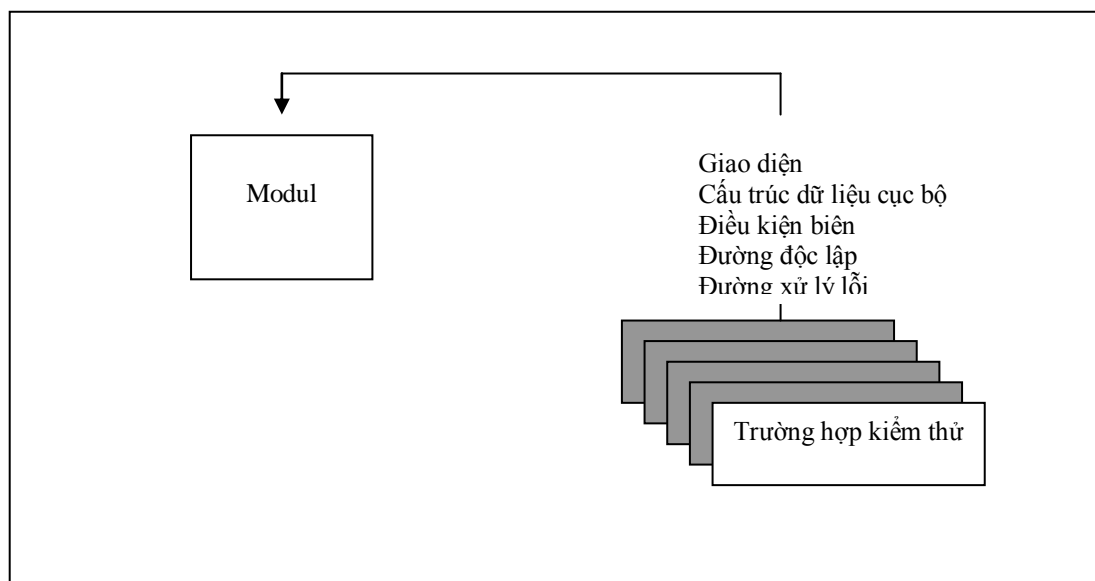 Modul
Giao diện
Cấu trúc dữ liệu cục bộ
Điều kiện biên
Đường độc lập
Đường xử lý lỗi
Trường hợp kiểm thử